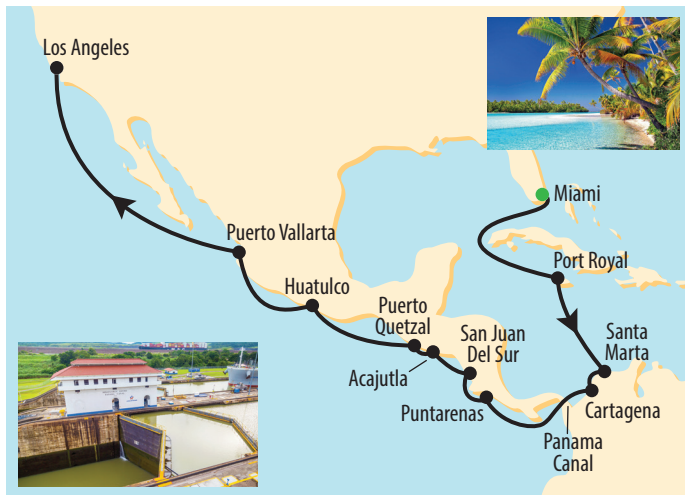 Los Angeles
Miami
Puerto Vallarta
Port Royal
Huatulco
Puerto
Quetzal
San Juan
Del Sur
Santa
Marta
Acajutla
Puntarenas
Cartagena
Panama
Canal